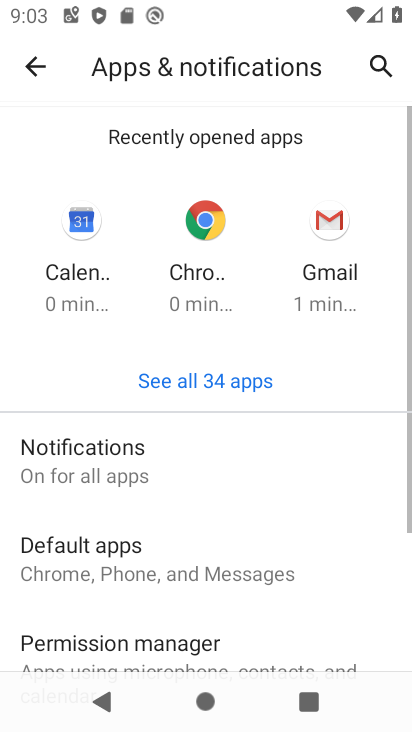 9:03
Apps & notifications
Recently opened apps
31
Calen.. Chro.. Gmail
0 min... 0 min... 1 min...
See all 34 apps
Notifications
On for all apps
Default apps
Chrome, Phone, and Messages
Permission manager
Apps using microphone, contacts, and
calendar